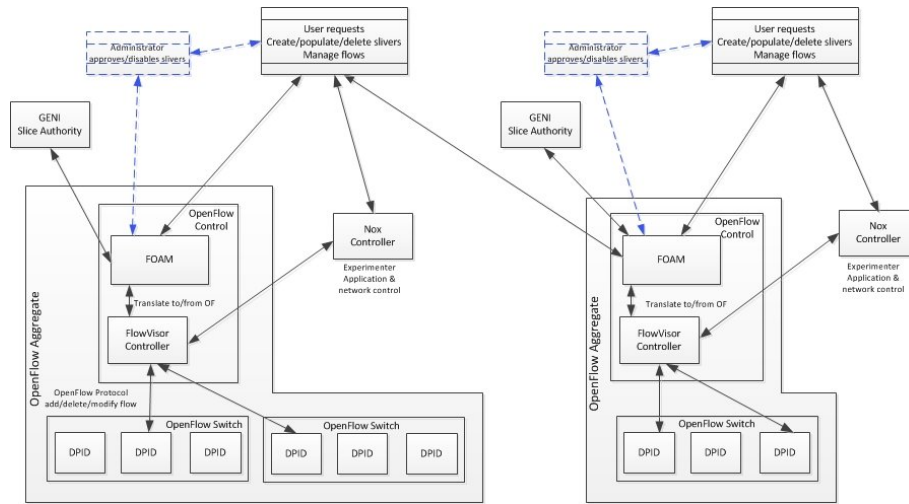 User requests
Create/populate/delete slivers
Manage flows
Administrator
approves/disables slivers
GENI
Slice Authority
OpenFlow
Control
FOAM
Translate to/from OF
FlowVisor
Controller
Nox
Controller
Experimenter
Application &
network control
OpenFlow Aggregate
OpenFlow Protocol
add/delete/modify flow
OpenFlow Switch
DPID
DPID
DPID
OpenFlow Switch
DPID
DPID
DPID
User requests
Create/populate/delete slivers
Manage flows
Administrator
approves/disables slivers
GENI
Slice Authority
OpenFlow
Control
FOAM
Translate to/from OF
FlowVisor
Controller
Nox
Controller
Experimenter
Application &
network control
OpenFlow Aggregate
OpenFlow Switch
DPID
DPID
DPID